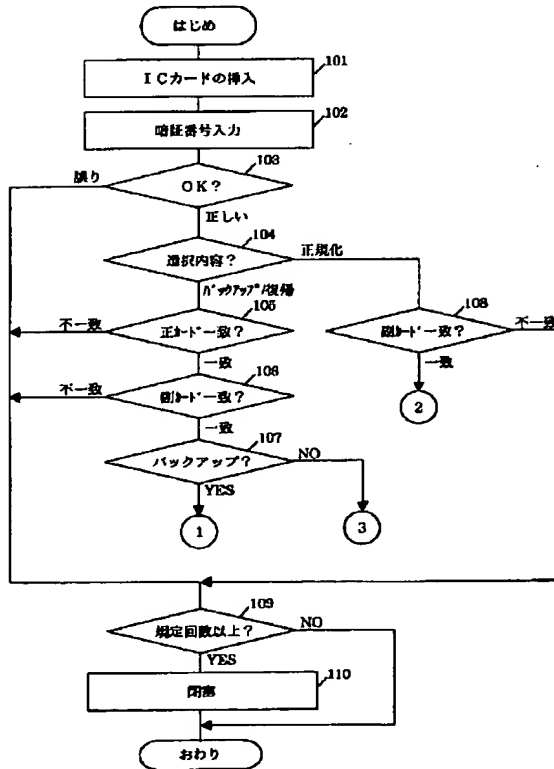 はじめ
ICカードの挿入
101
暗証番号入力
102
誤り
OK?
103
正しい
選択内容?
104
正規化
バックアップ/復帰
不一致
正カード一致?
105
副カード一致?
108
不一致
一致
一致
不一致
副カード一致?
106
2
一致
バックアップ?
107
NO
YES
1
3
規定回数以上?
109
NO
YES
閉塞
110
おわり